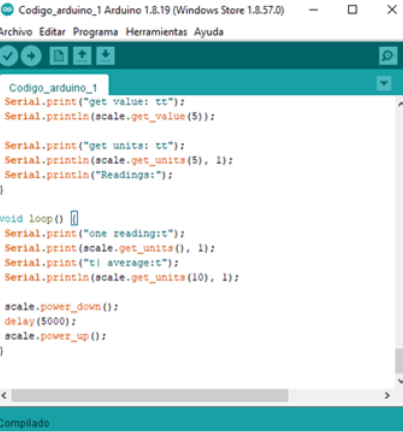 Codigo_arduino_1 Arduino 1.8.19 (Windows Store 1.8.57.0)
Archivo Editar Programa Herramientas Ayuda
Codigo_arduino_1
Serial.print("get value: tt");
Serial.println(scale.get_value(5));
Serial.print("get units: tt");
Serial.println(scale.get_units(5), 1);
Serial.println("Readings:");
}
void loop() {
Serial.print("one reading:t");
Serial.print(scale.get_units(), 1);
Serial.print("t| average:t");
Serial.println(scale.get_units(10), 1);
scale.power_down();
delay(5000);
scale.power_up();
}
Compilado